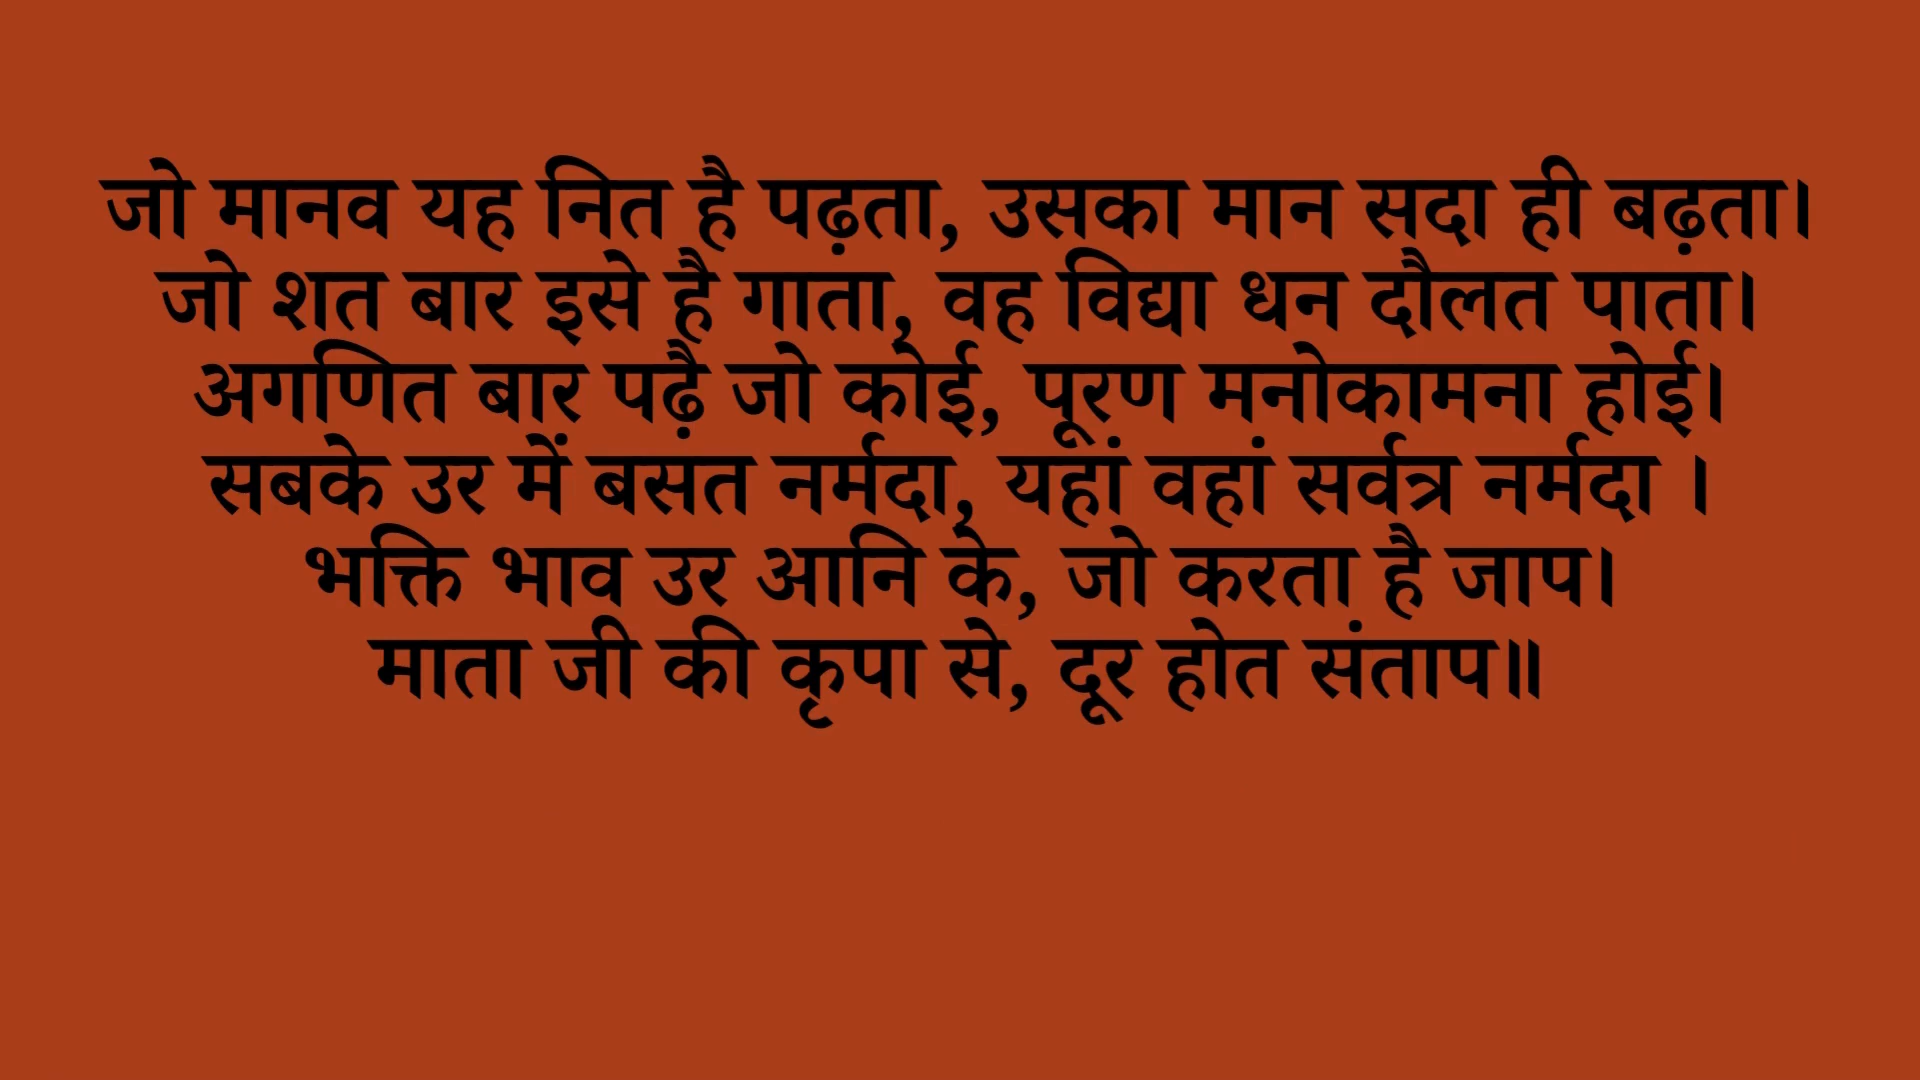 जो मानव यह नित है पढ़ता, उसका मान सदा ही बढ़ता।
जो शत बार इसे है गाता, वह विद्या धन दौलत पाता।
अगणित बार पढ़ै जो कोई, पूरण मनोकामना होई।
सबके उर में बसत नर्मदा, यहां वहां सर्वत्र नर्मदा ।
भक्ति भाव उर आनि के, जो करता है जाप।
माता जी की कृपा से, दूर होत संताप॥